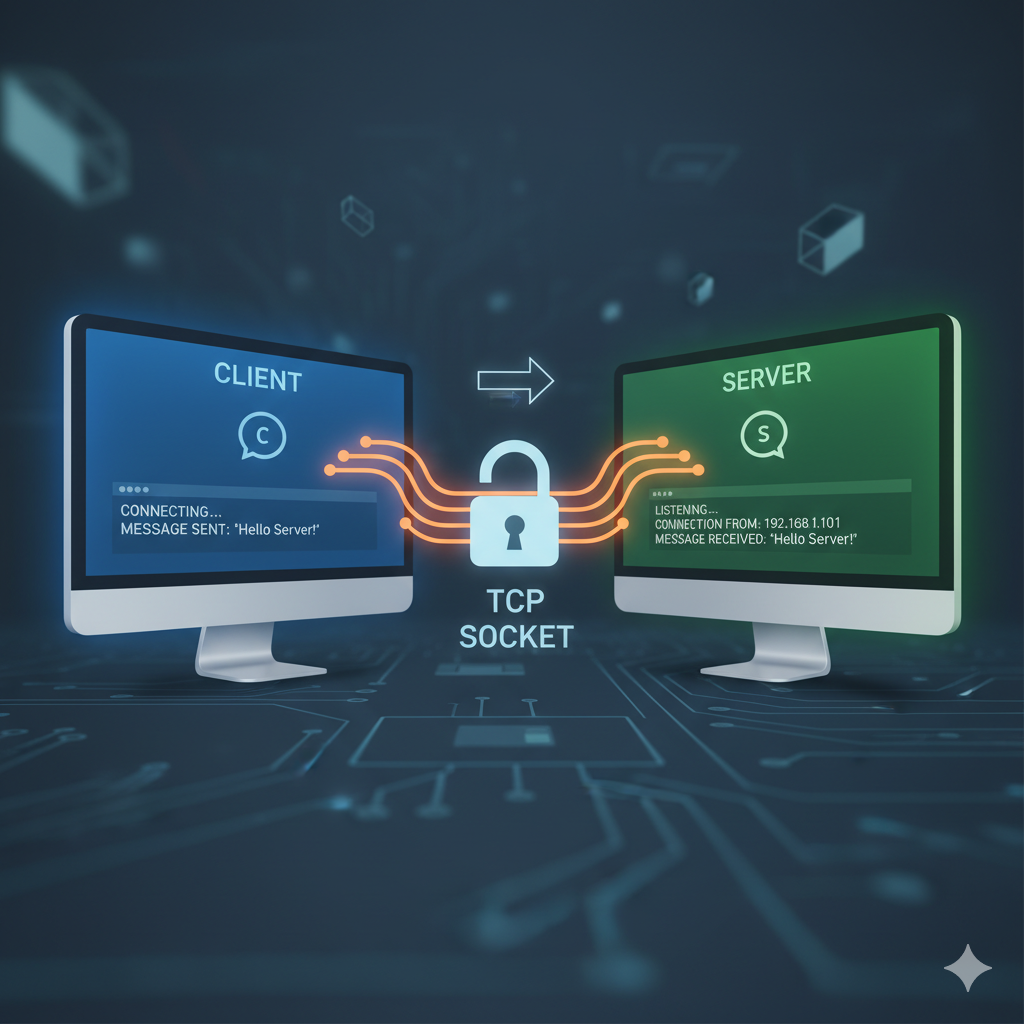 CLIENT
C
CONNECTING...
MESSAGE SENT: "Hello Server!"
TCP
SOCKET
SERVER
S
LISTENNG...
CONNECTION FROM: 192.168 1.101
MESSAGE RECEIVED: "Hello Server!"